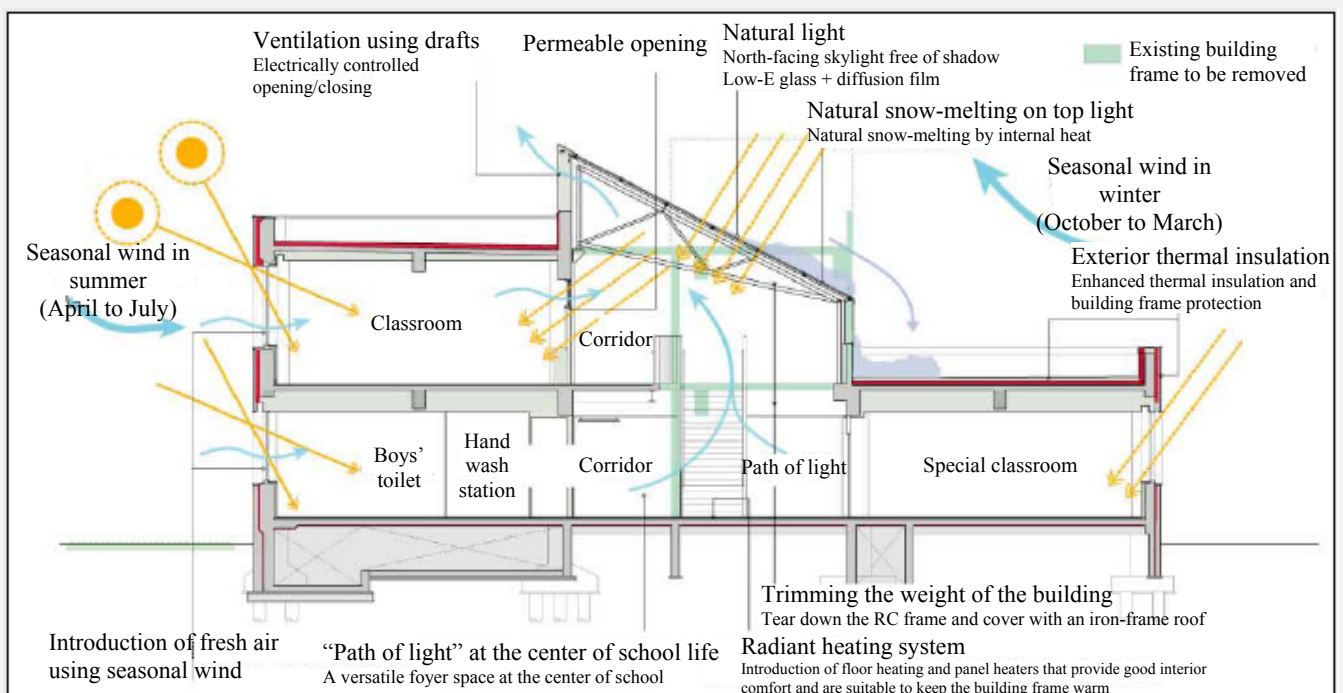 Ventilation using drafts
Electrically controlled
opening/closing
Permeable opening
Natural light
North-facing skylight free of shadow
Low-E glass + diffusion film
Existing building
frame to be removed
Natural snow-melting on top light
Natural snow-melting by internal heat
Seasonal wind in
winter
(October to March)
Seasonal wind in
summer
(April to July)
Exterior thermal insulation
Enhanced thermal insulation and
building frame protection
Classroom
Corridor
Boys'
toilet
Hand
wash
station
Corridor
Path of light
Special classroom
Trimming the weight of the building
Tear down the RC frame and cover with an iron-frame roof
Introduction of fresh air
using seasonal wind
“Path of light” at the center of school life
A versatile foyer space at the center of school
Radiant heating system
Introduction of floor heating and panel heaters that provide good interior
comfort and are suitable to keep the building frame warm